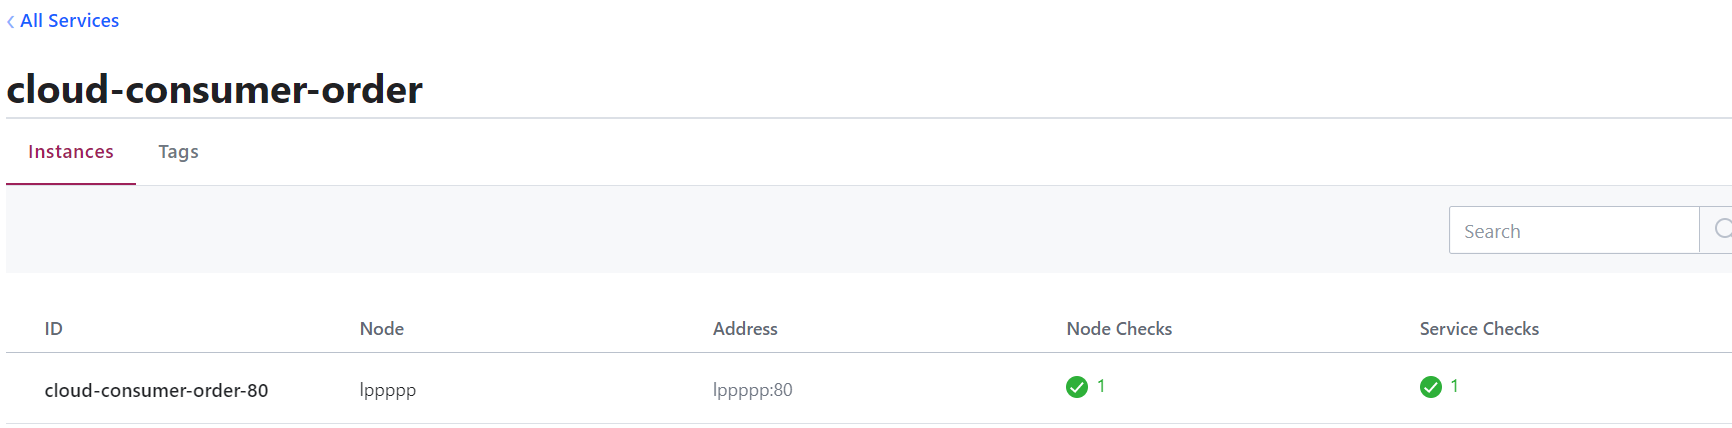 All Services
cloud-consumer-order
Instances Tags
Search
ID Node Address Node Checks Service Checks
cloud-consumer-order-80 lppppp lppppp:80 1 1